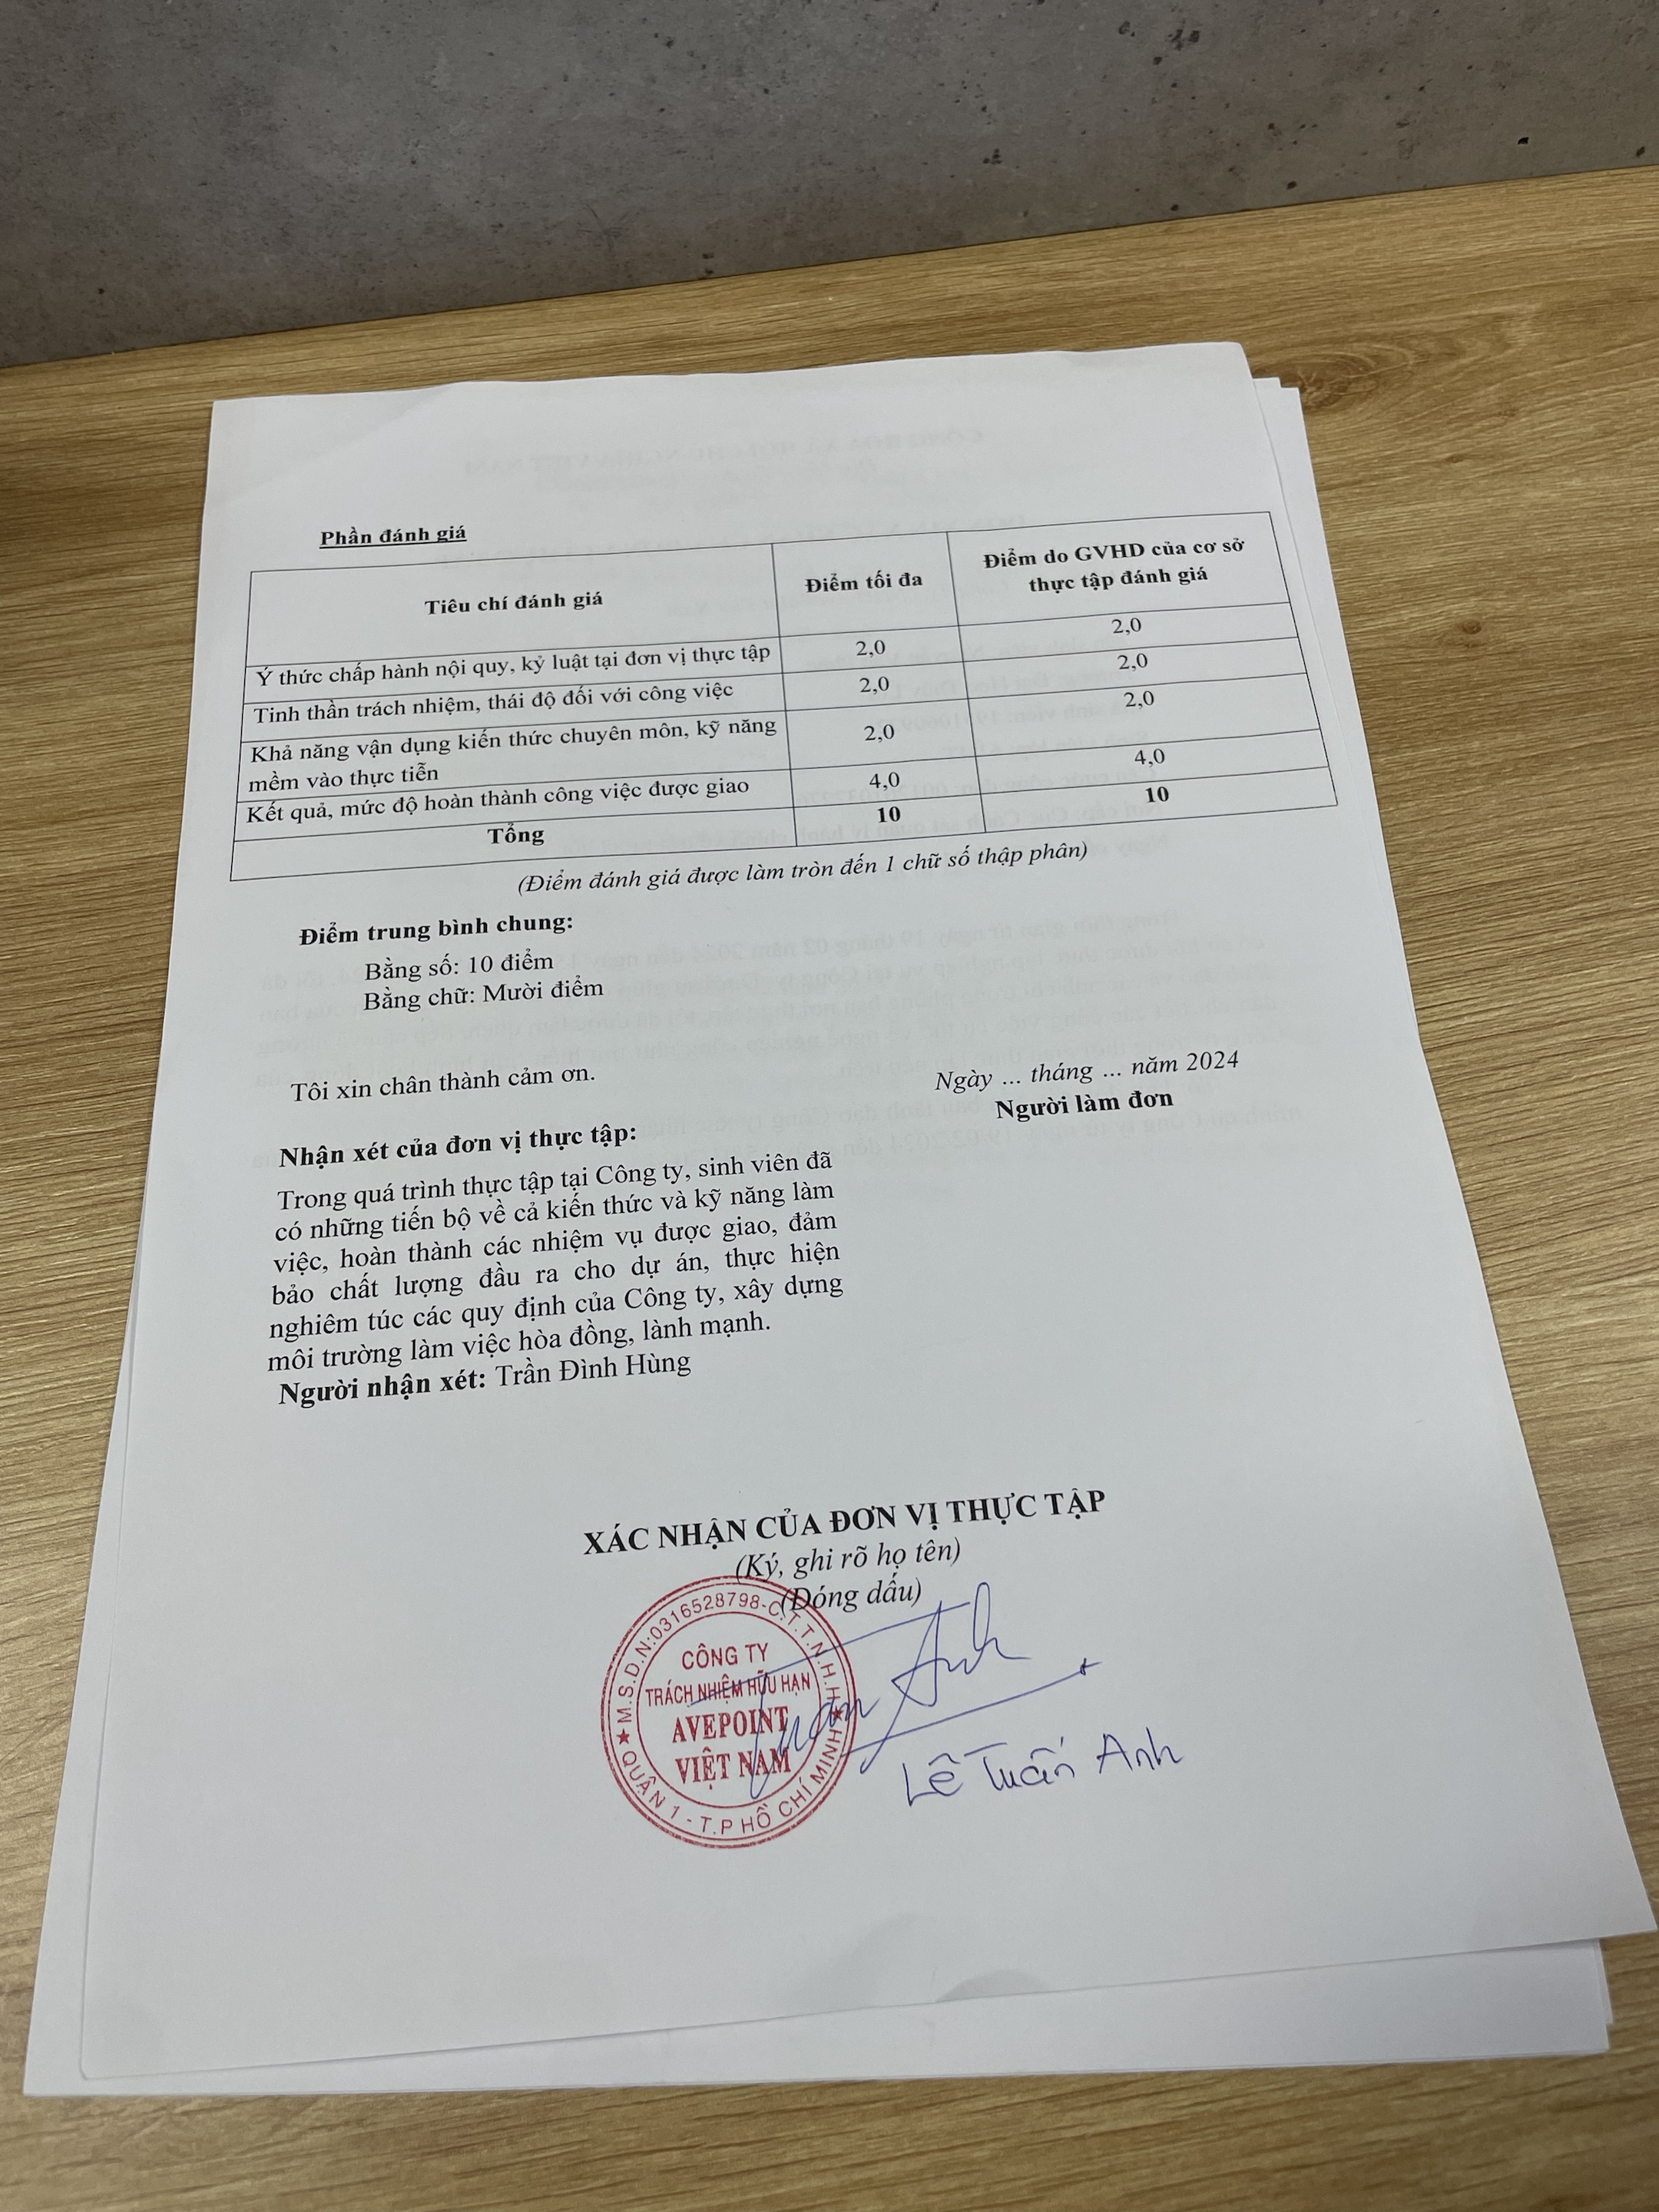 Phần đánh giá
Tiêu chí đánh giá
Điểm tối đa
Điểm do GVHD của cơ sở
thực tập đánh giá
Ý thức chấp hành nội quy, kỷ luật tại đơn vị thực tập
2,0
2,0
Tinh thần trách nhiệm, thái độ đối với công việc
2,0
2,0
Khả năng vận dụng kiến thức chuyên môn, kỹ năng
mềm vào thực tiễn
2,0
2,0
Kết quả, mức độ hoàn thành công việc được giao
4,0
4,0
Tổng
10
10
(Điểm đánh giá được làm tròn đến 1 chữ số thập phân)
Điểm trung bình chung:
Bằng số: 10 điểm
Bằng chữ: Mười điểm
Tôi xin chân thành cảm ơn.
Ngày ... tháng ... năm 2024
Người làm đơn
Nhận xét của đơn vị thực tập:
Trong quá trình thực tập tại Công ty, sinh viên đã
có những tiến bộ về cả kiến thức và kỹ năng làm
việc, hoàn thành các nhiệm vụ được giao, đảm
bảo chất lượng đầu ra cho dự án, thực hiện
nghiêm túc các quy định của Công ty, xây dựng
môi trường làm việc hòa đồng, lành mạnh.
Người nhận xét: Trần Đình Hùng
XÁC NHẬN CỦA ĐƠN VỊ THỰC TẬP
(Ký, ghi rõ họ tên)
(Đóng dấu)
M.S.D.N:0316528798-C.T.T.N.H.H
CÔNG TY
TRÁCH NHIỆM HỮU HẠN
AVEPOINT
VIỆT NAM
QUẬN 1 - T.P HỒ CHÍ MINH
Tuan Anh
Lê Tuấn Anh